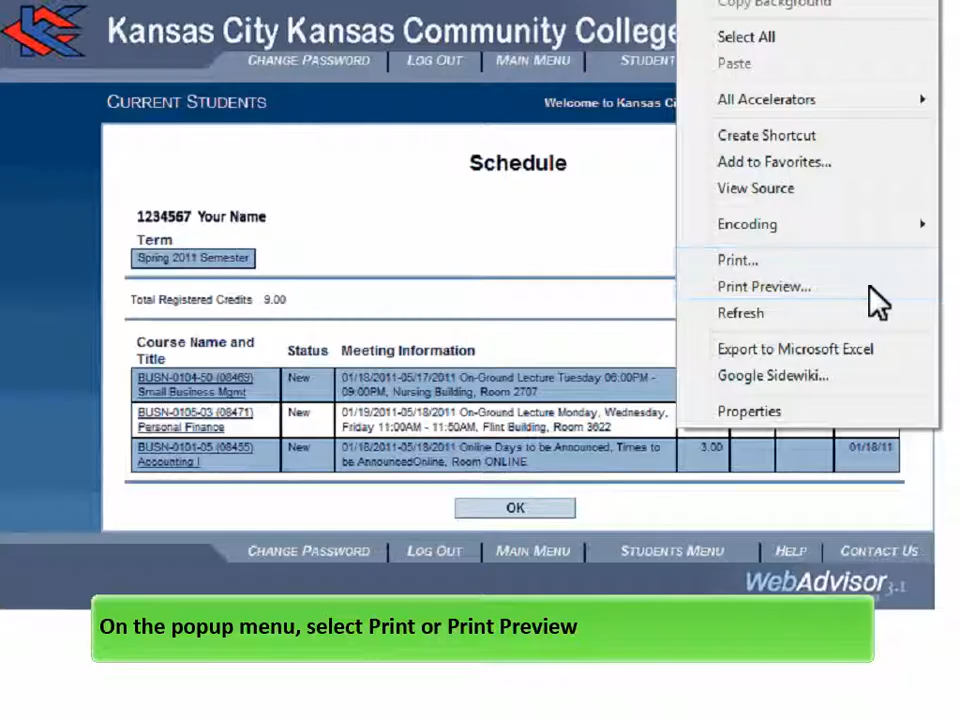 Kansas City Kansas Community College
CHANGE PASSWORD LOG OUT MAIN MENU STUDENT
CURRENT STUDENTS Welcome to Kansas Ci
Schedule
1234567 Your Name
Term
Spring 2011 Semester
Total Registered Credits 9.00
Course Name and
Title
Status Meeting Information
BUSN-0104-50 (08469) New 01/18/2011-05/17/2011 On-Ground Lecture Tuesday 06:00PM -
Small Business Mgmt 09:00PM, Nursing Building, Room 2707
BUSN-0105-03 (08471) New 01/19/2011-05/18/2011 On-Ground Lecture Monday, Wednesday,
Personal Finance Friday 11:00AM - 11:50AM, Flint Building, Room 3622
BUSN-0101-05 (08455) New 01/18/2011-05/18/2011 Online Days to be Announced, Times to 3.00 01/18/11
Accounting I be AnnouncedOnline, Room ONLINE
OK
Copy Background
Select All
Paste
All Accelerators
Create Shortcut
Add to Favorites...
View Source
Encoding
Print...
Print Preview...
Refresh
Export to Microsoft Excel
Google Sidewiki...
Properties
CHANGE PASSWORD LOG OUT MAIN MENU STUDENTS MENU HELP CONTACT US
WebAdvisor 3.1
On the popup menu, select Print or Print Preview